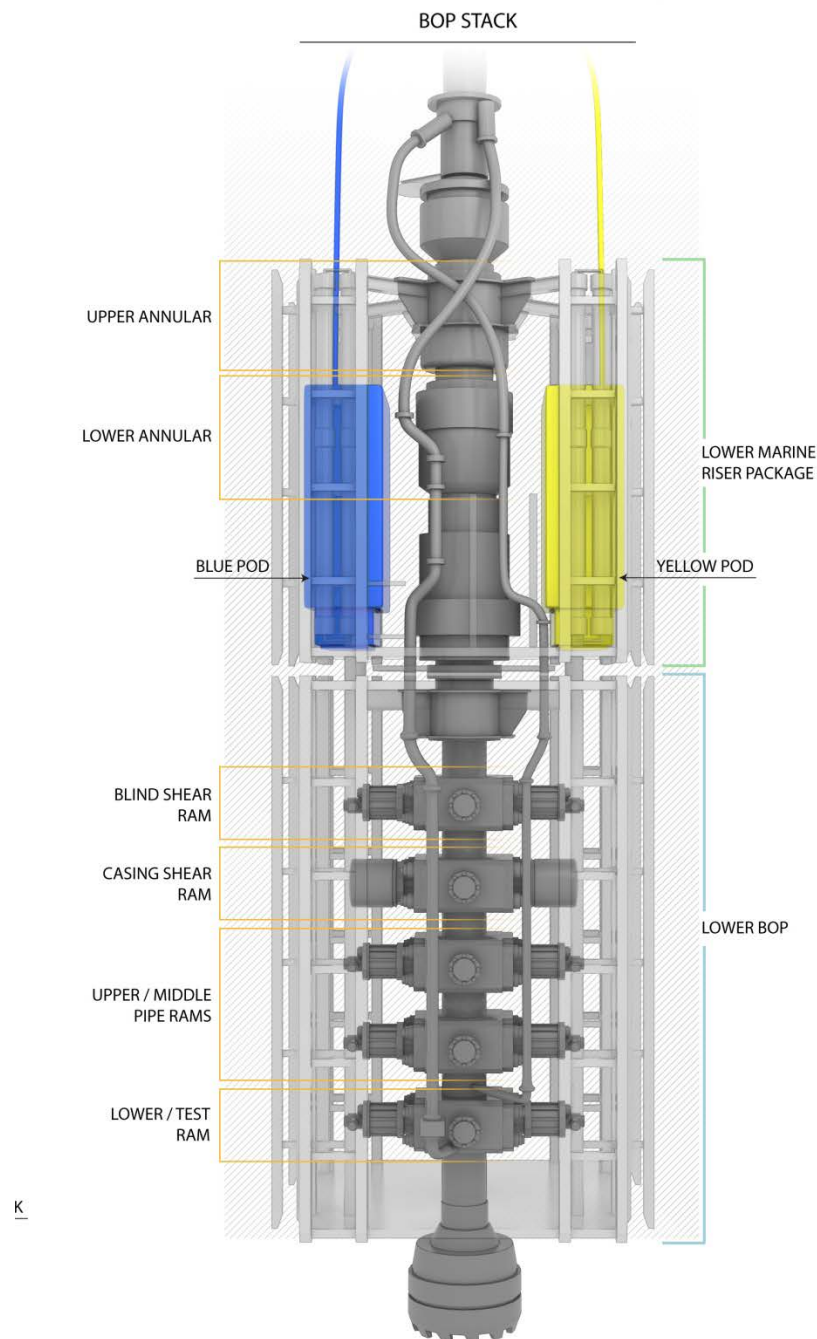 BOP STACK
UPPER ANNULAR
LOWER ANNULAR
LOWER MARINE
RISER PACKAGE
BLUE POD
YELLOW POD
BLIND SHEAR
RAM
CASING SHEAR
RAM
LOWER BOP
UPPER / MIDDLE
PIPE RAMS
LOWER / TEST
RAM
K